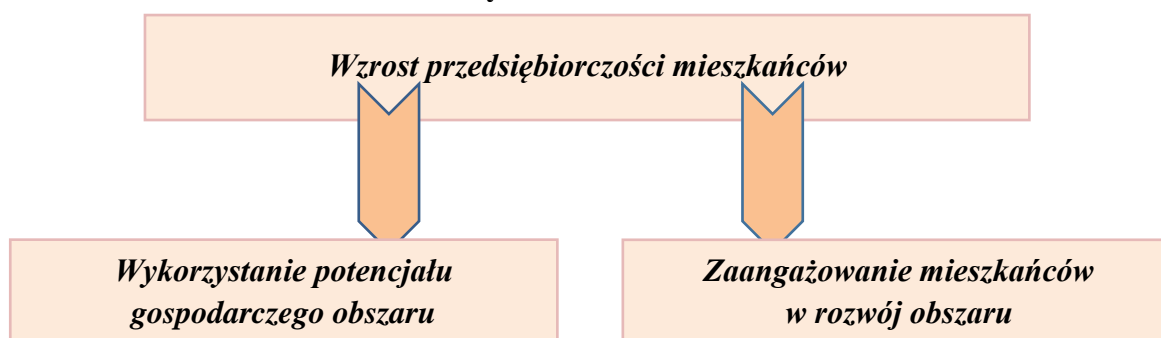 Wzrost przedsiębiorczości mieszkańców
Wykorzystanie potencjału
gospodarczego obszaru
Zaangażowanie mieszkańców
w rozwój obszaru